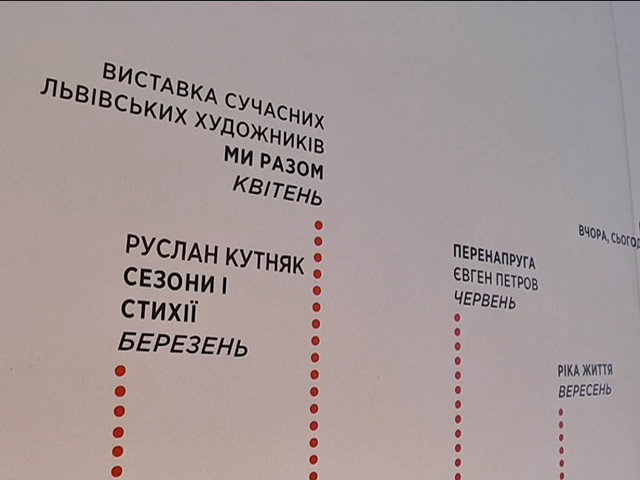 ВИСТАВКА СУЧАСНИХ
ЛЬВІВСЬКИХ ХУДОЖНИКІВ
МИ РАЗОМ
КВІТЕНЬ
РУСЛАН КУТНЯК
СЕЗОНИ І
СТИХІЇ
БЕРЕЗЕНЬ
ПЕРЕНАПРУГА
ЄВГЕН ПЕТРОВ
ЧЕРВЕНЬ
ВЧОРА,
РІКА ЖИТТЯ
ВЕРЕСЕНЬ